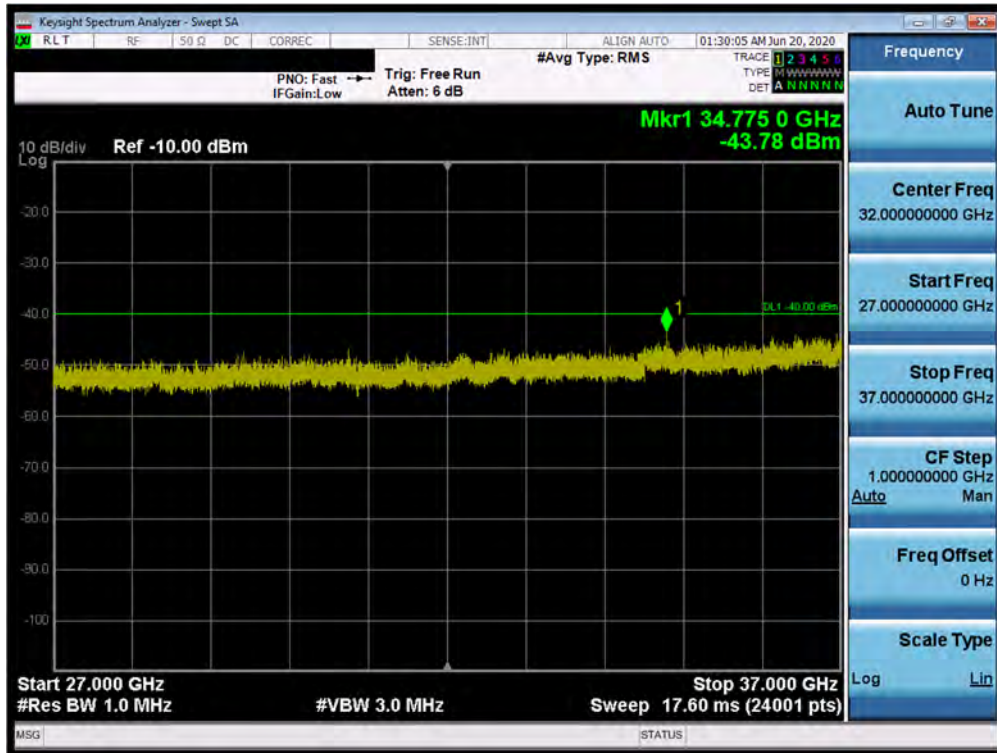 Keysight Spectrum Analyzer - Swept SA
LXI RLT RF 50 Ω DC CORREC SENSE:INT ALIGN AUTO 01:30:05 AM Jun 20, 2020
#Avg Type: RMS TRACE 1 2 3 4 5 6
PNO: Fast Trig: Free Run TYPE M WWWWW
IFGain:Low Atten: 6 dB DET A N N N N N
Mkr1 34.775 0 GHz
-43.78 dBm
10 dB/div Ref -10.00 dBm
Log
-20.0
-30.0
-40.0
1
DL1 -40.00 dBm
-50.0
-60.0
-70.0
-80.0
-90.0
-100
Start 27.000 GHz Stop 37.000 GHz
#Res BW 1.0 MHz #VBW 3.0 MHz Sweep 17.60 ms (24001 pts)
MSG STATUS
Frequency
Auto Tune
Center Freq
32.000000000 GHz
Start Freq
27.000000000 GHz
Stop Freq
37.000000000 GHz
CF Step
1.000000000 GHz
Auto Man
Freq Offset
0 Hz
Scale Type
Log Lin